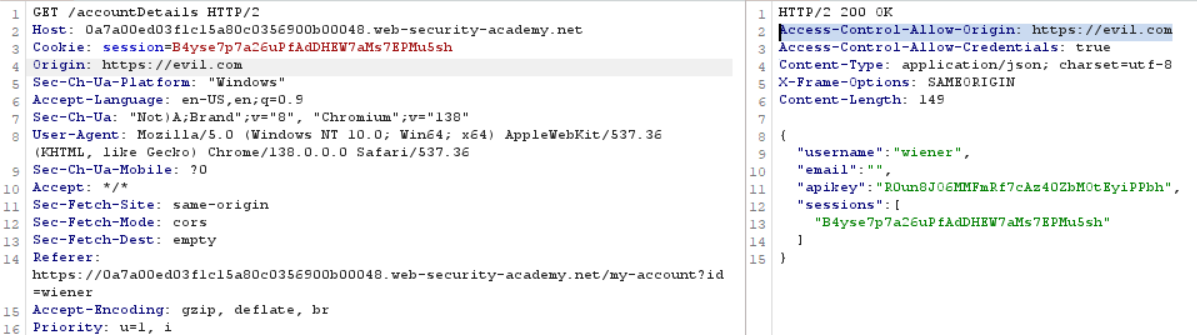 1 GET /accountDetails HTTP/2
2 Host: 0a7a00ed03f1c15a80c0356900b00048.web-security-academy.net
3 Cookie: session=B4yse7p7a26uPfAdDHEW7aMs7EPMu5sh
4 Origin: https://evil.com
5 Sec-Ch-Ua-Platform: "Windows"
6 Accept-Language: en-US,en;q=0.9
7 Sec-Ch-Ua: "Not)A;Brand";v="8", "Chromium";v="138"
8 User-Agent: Mozilla/5.0 (Windows NT 10.0; Win64; x64) AppleWebKit/537.36
(KHTML, like Gecko) Chrome/138.0.0.0 Safari/537.36
9 Sec-Ch-Ua-Mobile: ?0
10 Accept: */*
11 Sec-Fetch-Site: same-origin
12 Sec-Fetch-Mode: cors
13 Sec-Fetch-Dest: empty
14 Referer:
https://0a7a00ed03f1c15a80c0356900b00048.web-security-academy.net/my-account?id
=wiener
15 Accept-Encoding: gzip, deflate, br
16 Priority: u=1, i
1 HTTP/2 200 OK
2 Access-Control-Allow-Origin: https://evil.com
3 Access-Control-Allow-Credentials: true
4 Content-Type: application/json; charset=utf-8
5 X-Frame-Options: SAMEORIGIN
6 Content-Length: 149
7
8 {
9 "username":"wiener",
10 "email":"",
11 "apikey":"R0un8J06MMFmRf7cAz40ZbM0tEyiPPbh",
12 "sessions":[
13 "B4yse7p7a26uPfAdDHEW7aMs7EPMu5sh"
14 ]
15 }